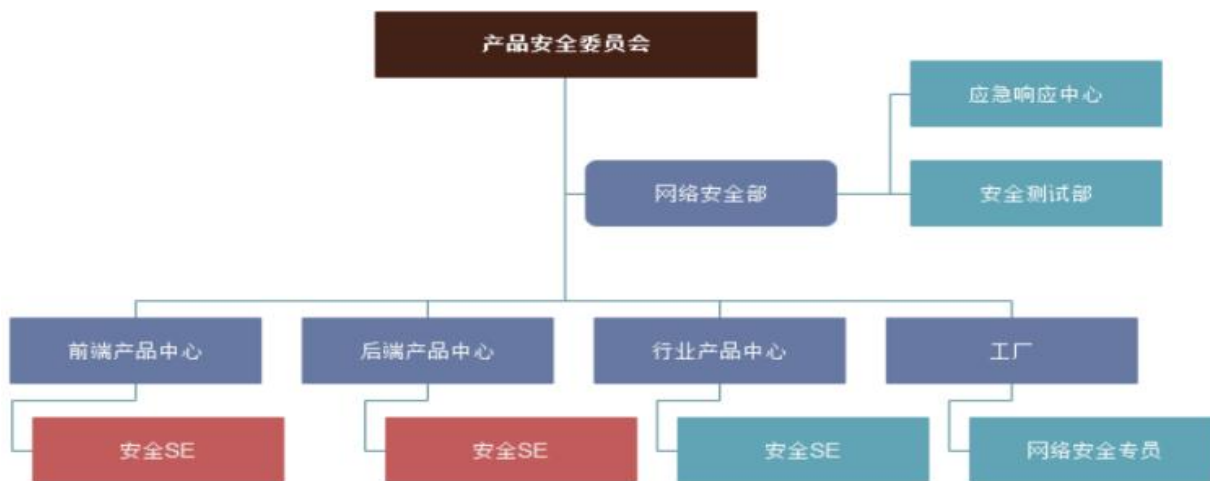 产品安全委员会
应急响应中心
网络安全部
安全测试部
前端产品中心
后端产品中心
行业产品中心
工厂
安全SE
安全SE
安全SE
网络安全专员